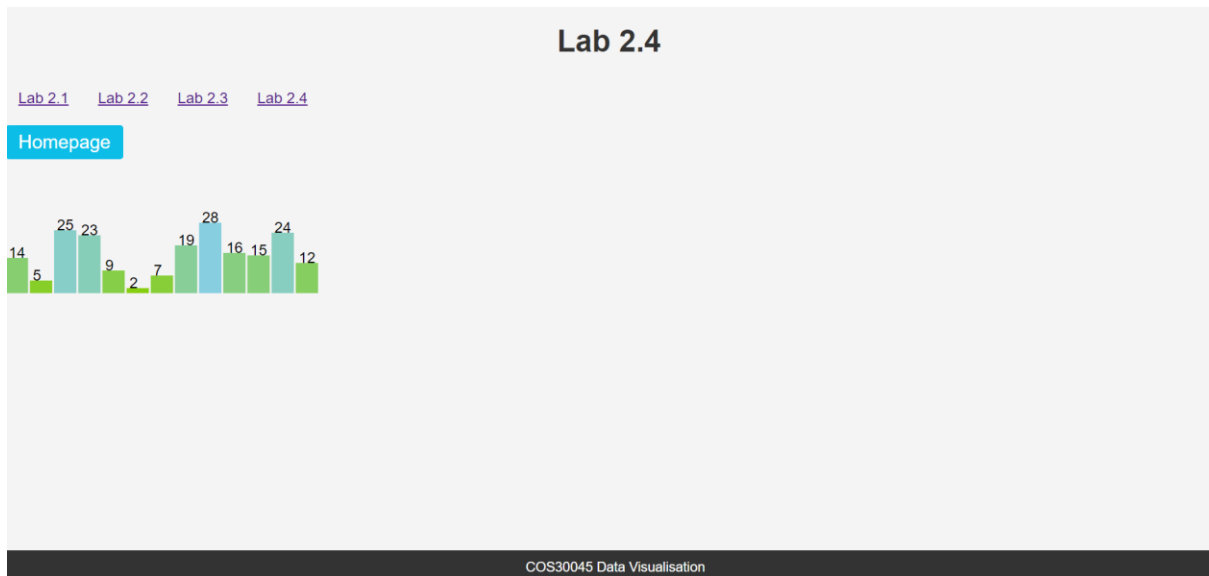 Lab 2.4
Lab 2.1 Lab 2.2 Lab 2.3 Lab 2.4
Homepage
14 5 25 23 9 2 7 19 28 16 15 24 12
COS30045 Data Visualisation